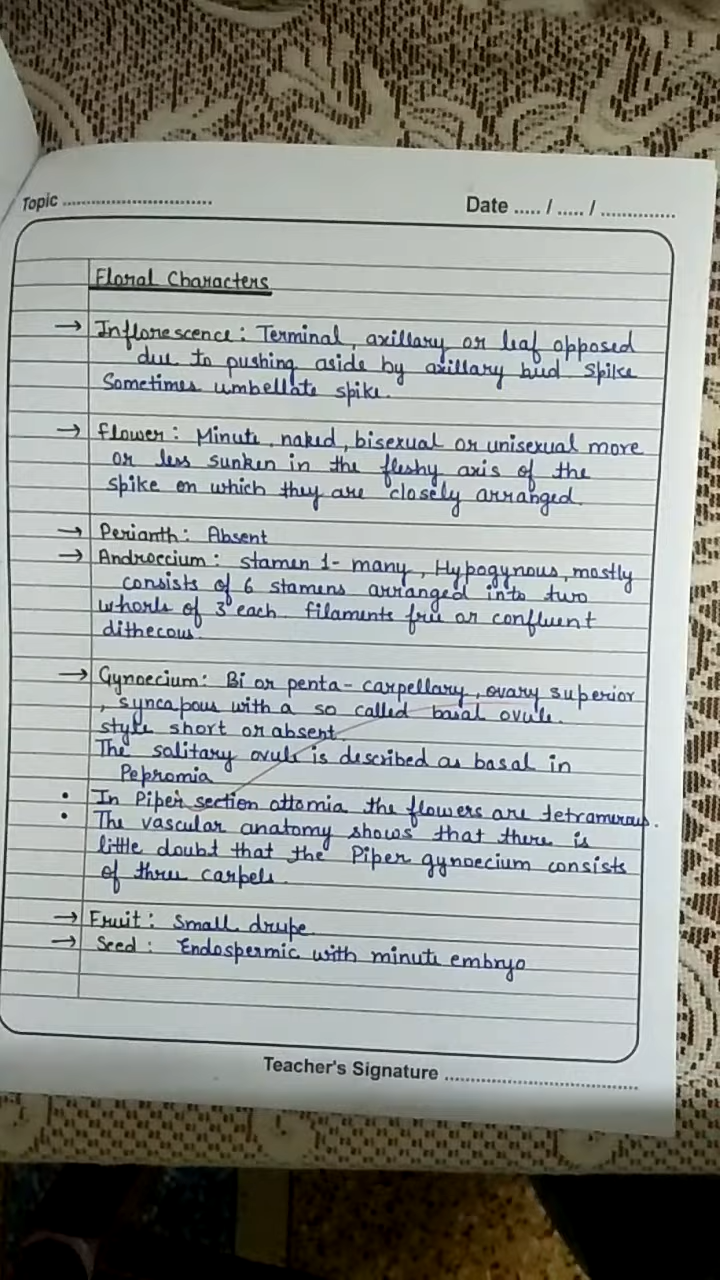 Topic ..................................
Date ..... / ..... / ..............
Floral Characters
→ Inflorescence: Terminal, axillary or leaf opposed
due to pushing aside by axillary bud Spike
Sometimes umbellate spike.
→ Flower: Minute, naked, bisexual or unisexual more
or less sunken in the fleshy axis of the
spike on which they are closely arranged.
→ Perianth: Absent
→ Androecium: stamen 1- many, Hypogynous, mostly
consists of 6 stamens arranged into two
whorls of 3 each. filaments free or confluent
dithecous.
→ Gynoecium: Bi or penta- carpellary, ovary superior
, syncapous with a so called basal ovule.
style short or absent.
The solitary ovule is described as basal in
Pepromia
• In Piper section ottomia the flowers are tetramerous.
• The vascular anatomy shows that there is
little doubt that the Piper gynoecium consists
of three carpels.
→ Fruit: Small drupe.
→ Seed: Endospermic with minute embryo
Teacher's Signature ..........................................